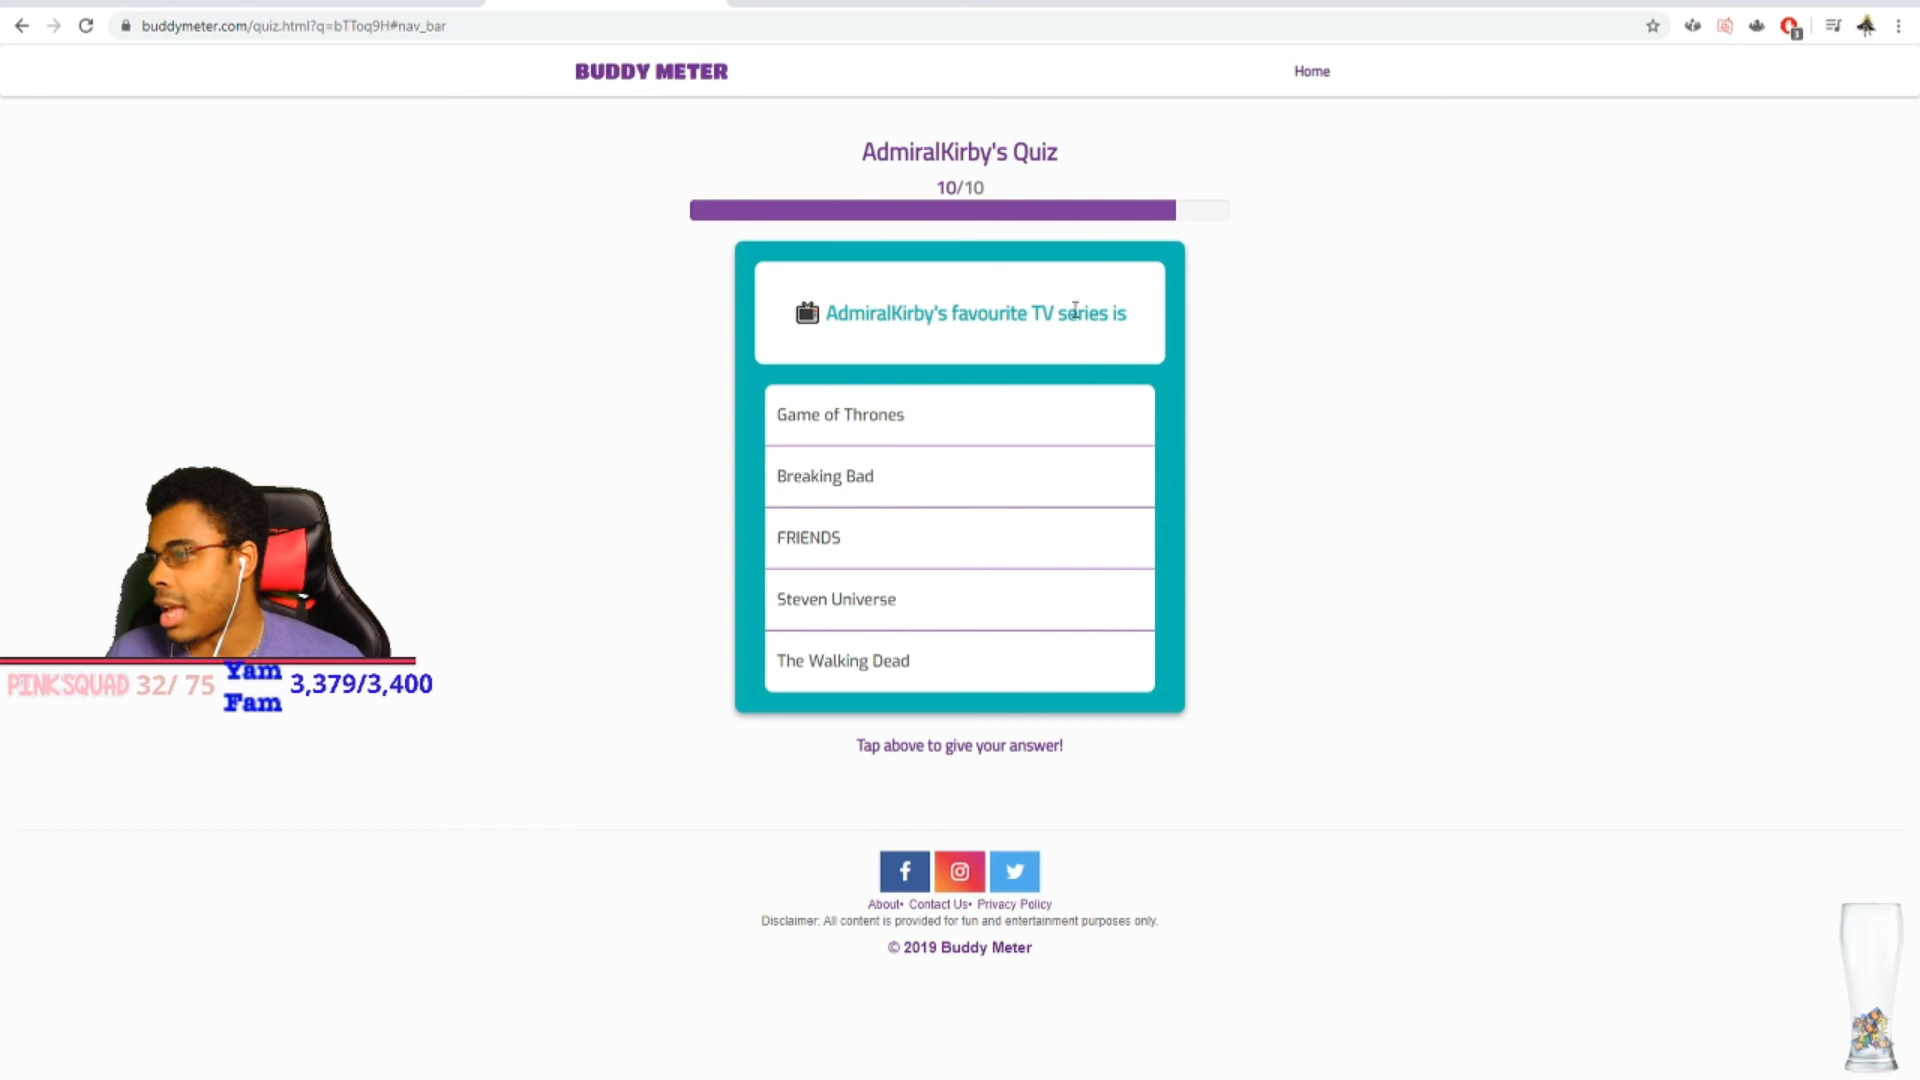 buddymeter.com/quiz.html?q=bTToq9H#nav_bar
3
BUDDY METER
Home
AdmiralKirby's Quiz
10/10
AdmiralKirby's favourite TV series is
Game of Thrones
Breaking Bad
FRIENDS
Steven Universe
The Walking Dead
Tap above to give your answer!
PINK SQUAD 32/ 75
Yam Fam
3,379/3,400
About• Contact Us• Privacy Policy
Disclaimer: All content is provided for fun and entertainment purposes only.
© 2019 Buddy Meter